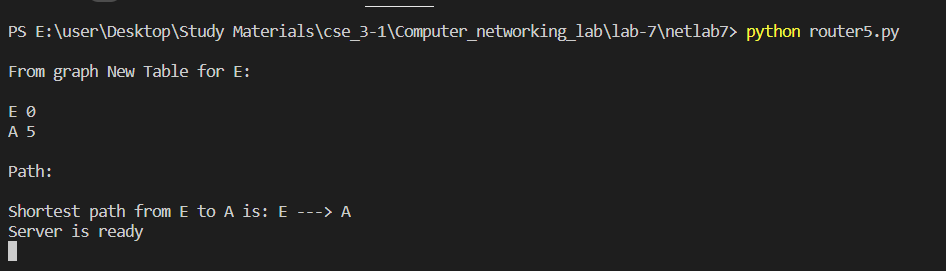 PS E:\user\Desktop\Study Materials\cse_3-1\Computer_networking_lab\lab-7\netlab7> python router5.py
From graph New Table for E:
E 0
A 5
Path:
Shortest path from E to A is: E ---> A
Server is ready